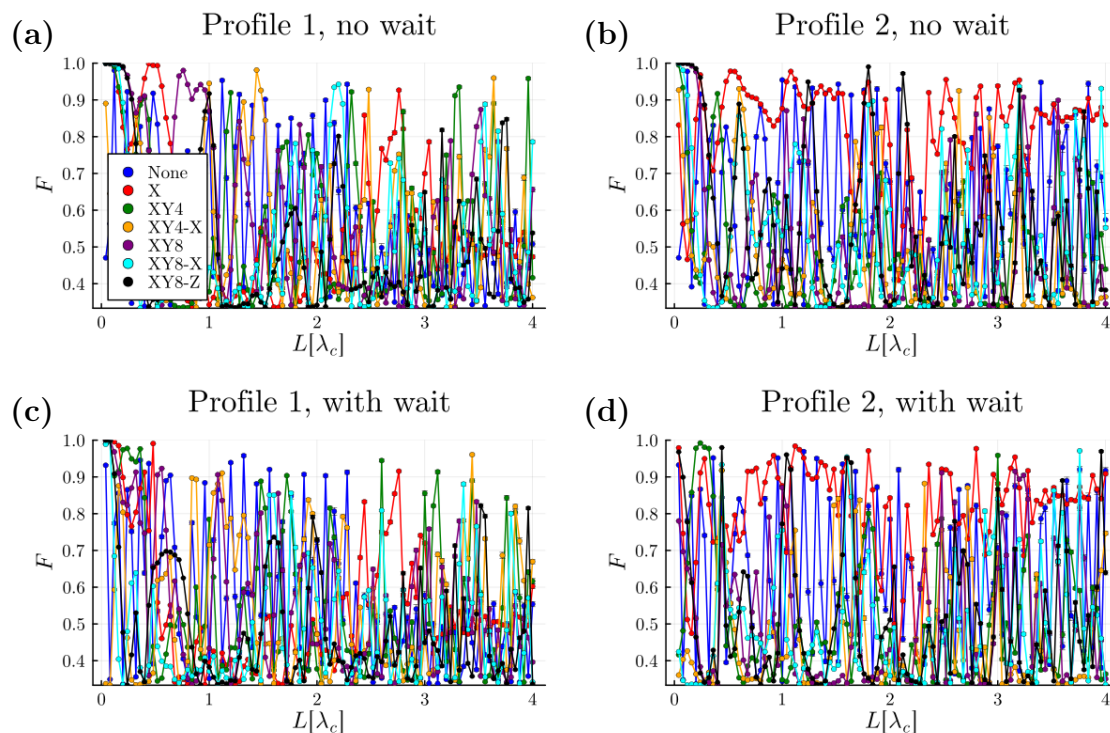 (a)
Profile 1, no wait
1.0
0.9
0.8
0.7
0.6
0.5
0.4
F
None
X
XY4
XY4-X
XY8
XY8-X
XY8-Z
0 1 2 3 4
L[λc]
(b)
Profile 2, no wait
1.0
0.9
0.8
0.7
0.6
0.5
0.4
F
0 1 2 3 4
L[λc]
(c)
Profile 1, with wait
1.0
0.9
0.8
0.7
0.6
0.5
0.4
F
0 1 2 3 4
L[λc]
(d)
Profile 2, with wait
1.0
0.9
0.8
0.7
0.6
0.5
0.4
F
0 1 2 3 4
L[λc]